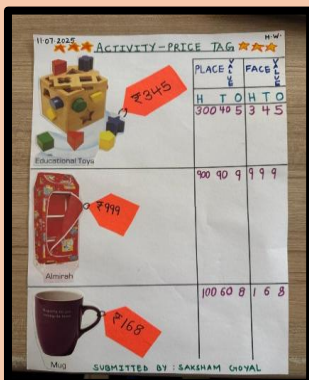 11-07-2025
H.W.
ACTIVITY-PRICE TAG
PLACE VALUE FACE VALUE
H T O H T O
₹345
300 40 5 3 4 5
Educational Toys
₹999
900 90 9 9 9 9
Almirah
₹168
100 60 8 1 6 8
Mug
SUBMITTED BY : SAKSHAM GOYAL